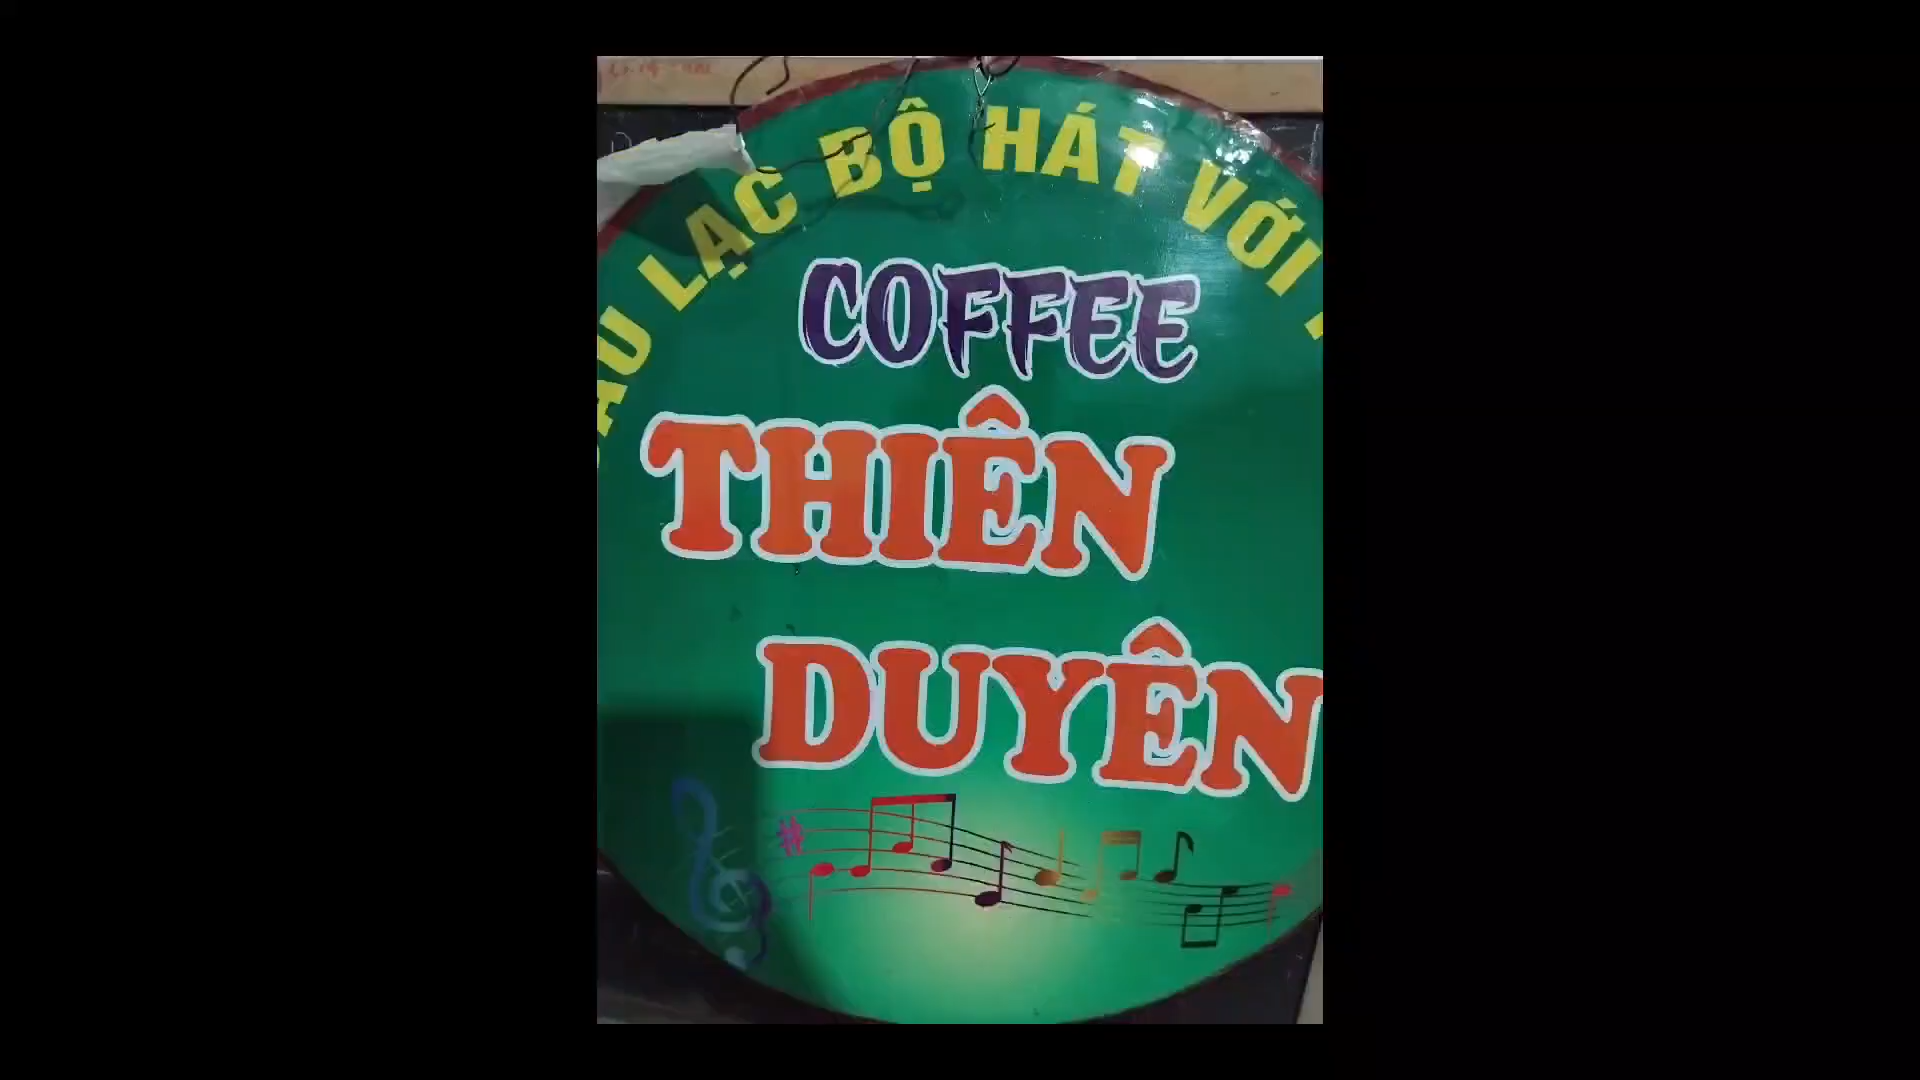 LẠC BỘ HÁT VỚI
COFFEE
THIÊN
DUYÊN